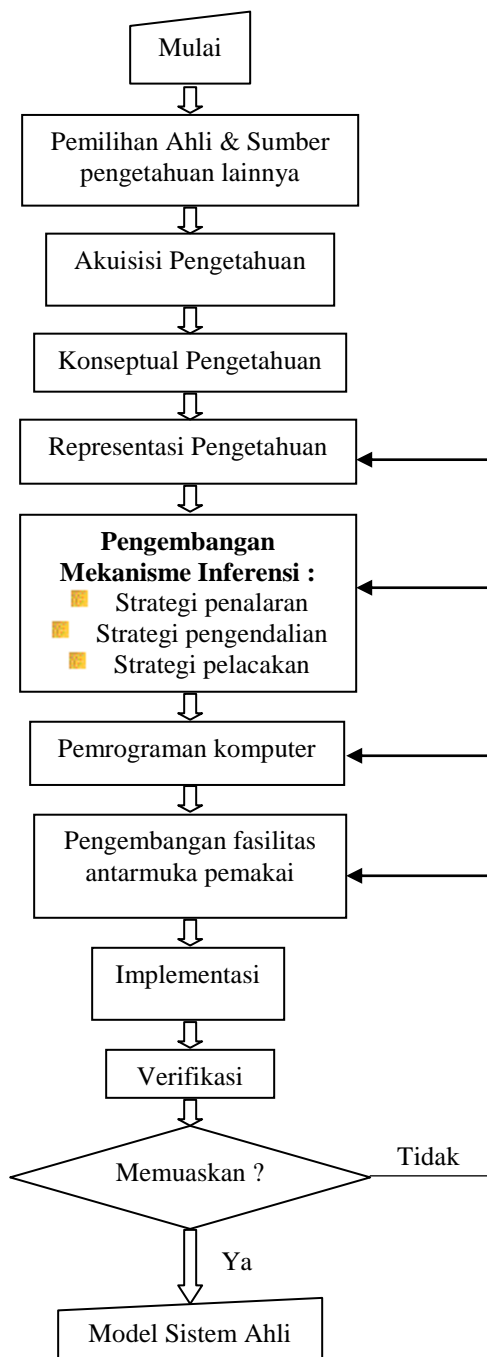 Mulai
Pemilihan Ahli & Sumber
pengetahuan lainnya
Akuisisi Pengetahuan
Konseptual Pengetahuan
Representasi Pengetahuan
Pengembangan
Mekanisme Inferensi :
Strategi penalaran
Strategi pengendalian
Strategi pelacakan
Pemrograman komputer
Pengembangan fasilitas
antarmuka pemakai
Implementasi
Verifikasi
Memuaskan ?
Tidak
Ya
Model Sistem Ahli